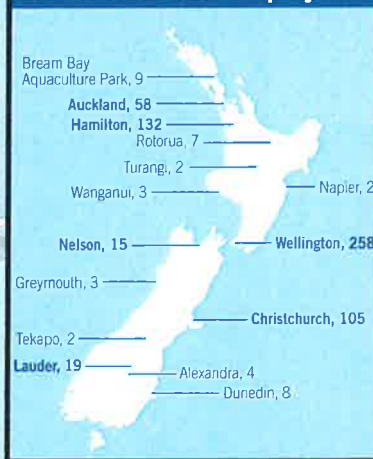 Bream Bay
Aquaculture Park, 9
Auckland, 58
Hamilton, 132
Rotorua, 7
Turangi, 2
Wanganui, 3
Napier, 2
Nelson, 15
Wellington, 258
Greymouth, 3
Christchurch, 105
Tekapo, 2
Lauder, 19
Alexandra, 4
Dunedin, 8